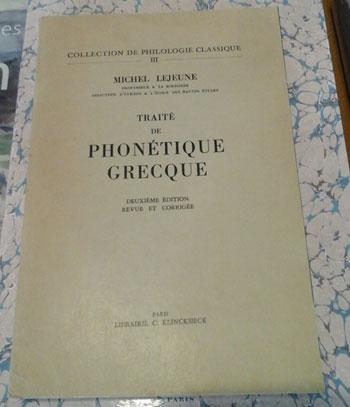 COLLECTION DE PHILOLOGIE CLASSIQUE
III
MICHEL LEJEUNE
PROFESSEUR A LA SORBONNE
DIRECTEUR D'ÉTUDES A L'ÉCOLE DES HAUTES ÉTUDES
TRAITÉ
DE
PHONÉTIQUE
GRECQUE
DEUXIÈME ÉDITION
REVUE ET CORRIGÉE
PARIS
LIBRAIRIE C. KLINCKSIECK
PARIS